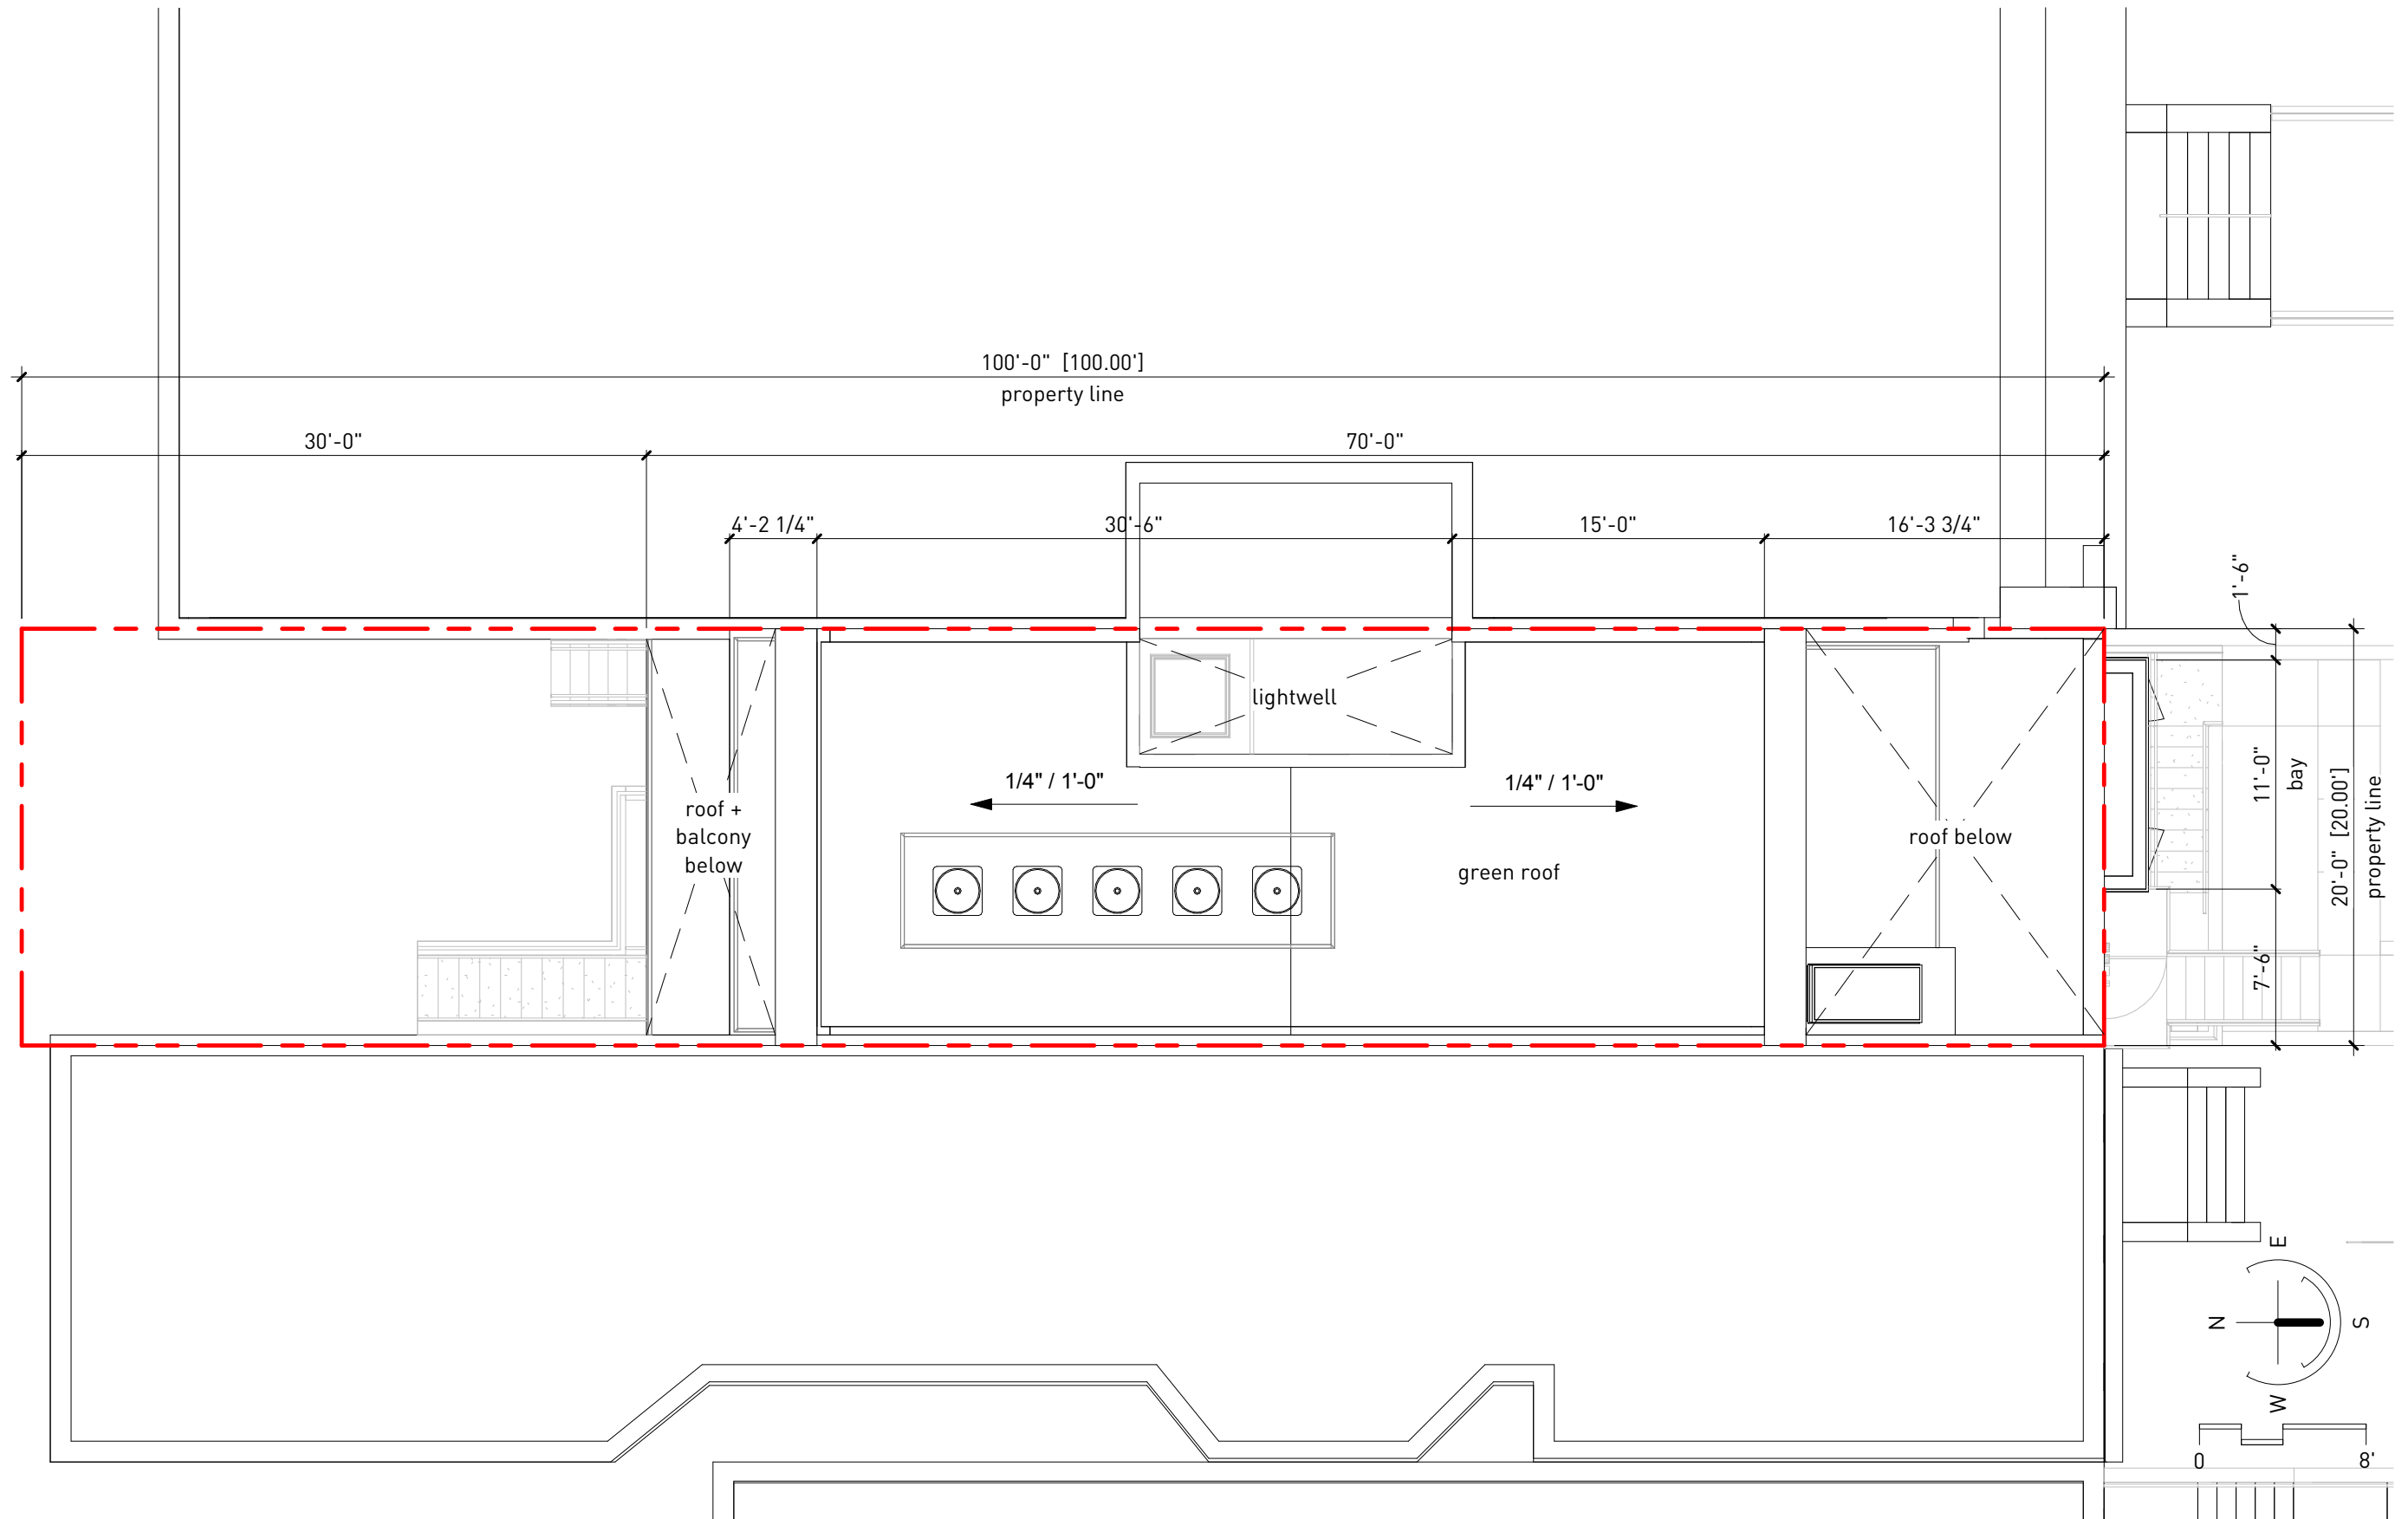 100'-0" [100.00']
property line
30'-0"
70'-0"
4'-2 1/4"
30'-6"
15'-0"
16'-3 3/4"
1'-6"
lightwell
1/4" / 1'-0"
1/4" / 1'-0"
roof +
balcony
below
green roof
roof below
11'-0"
bay
7'-6"
20'-0" [20.00']
property line
E
N
S
W
0
8'